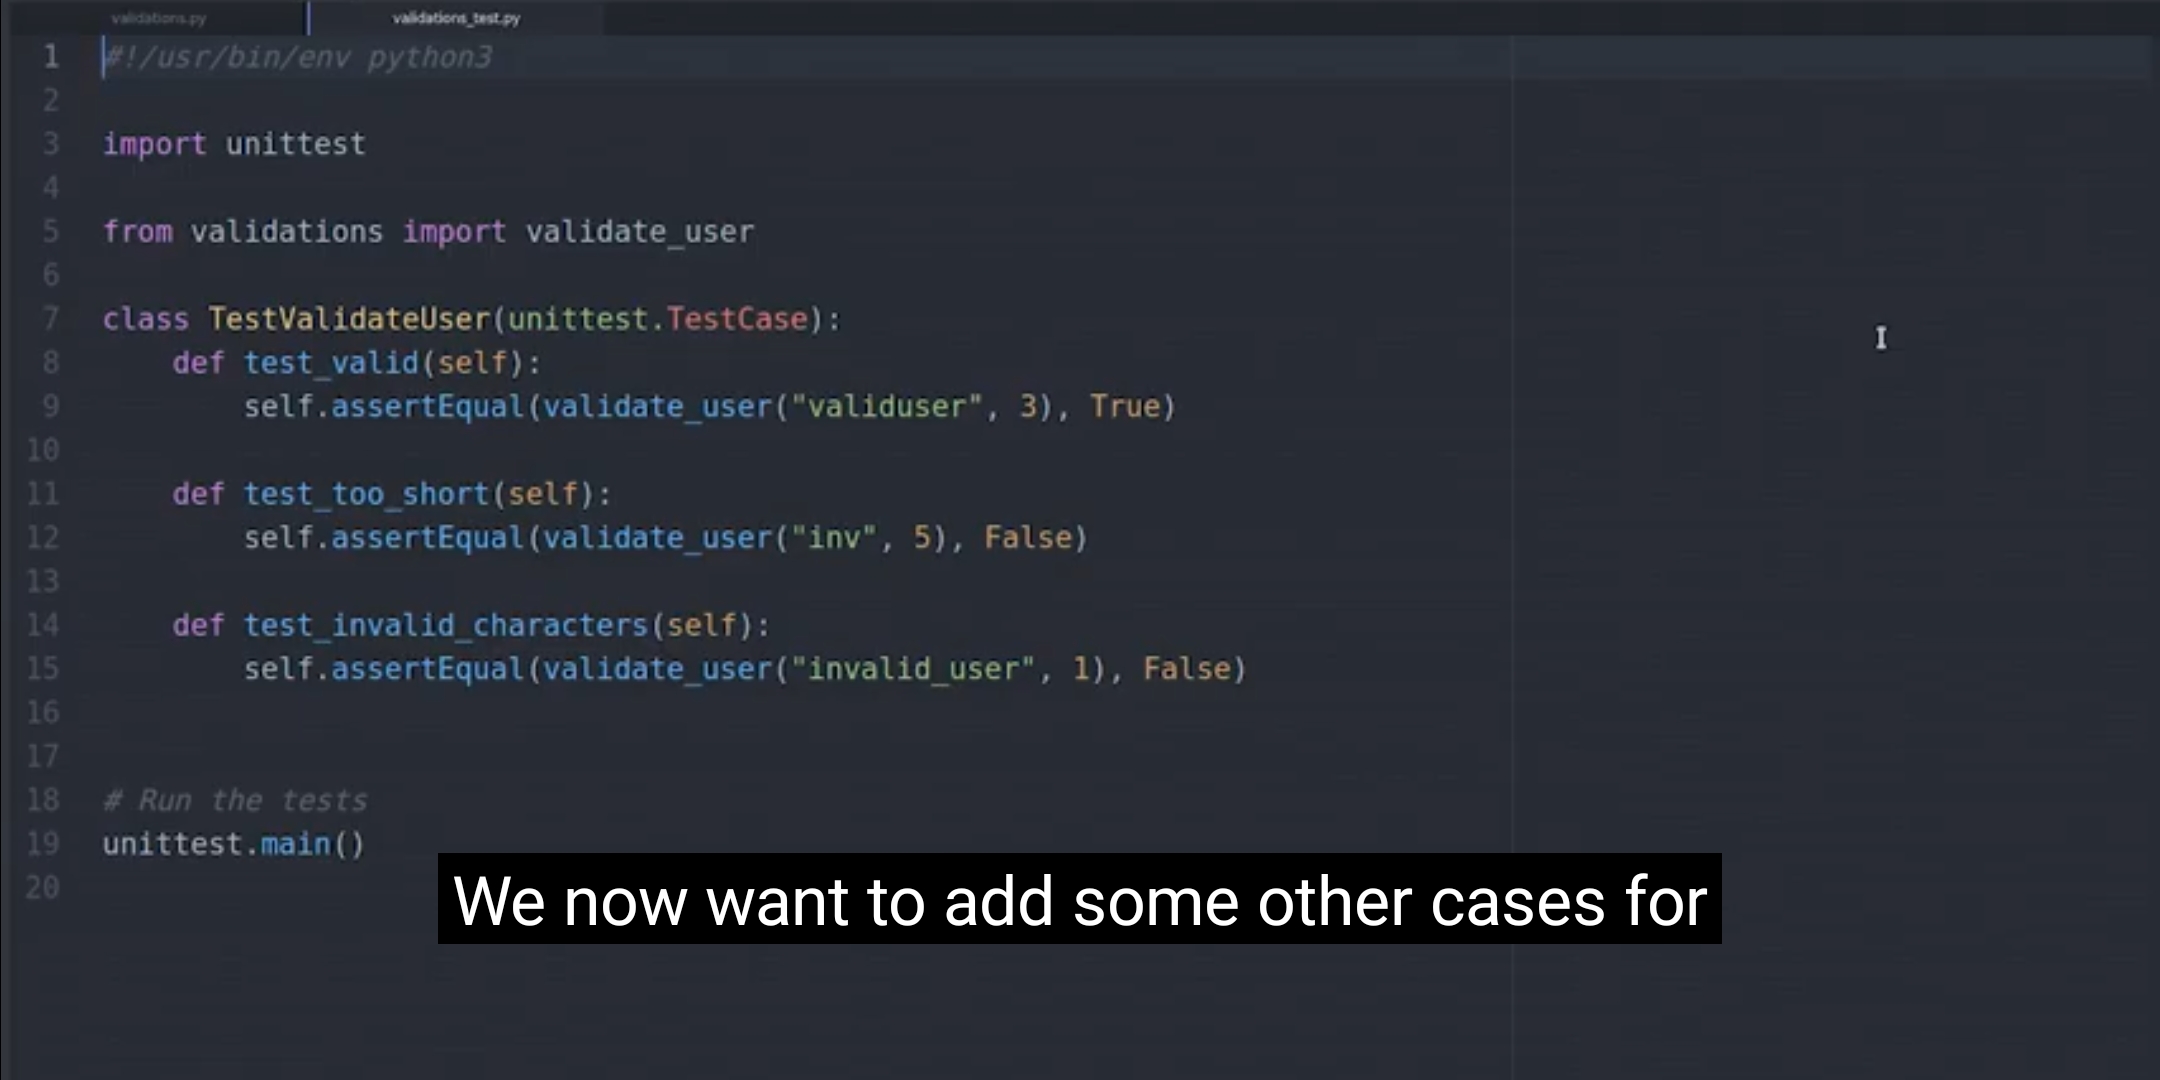 validations.py
validations_test.py
1 #!/usr/bin/env python3
2
3 import unittest
4
5 from validations import validate_user
6
7 class TestValidateUser(unittest.TestCase):
8     def test_valid(self):
9         self.assertEqual(validate_user("validuser", 3), True)
10
11     def test_too_short(self):
12         self.assertEqual(validate_user("inv", 5), False)
13
14     def test_invalid_characters(self):
15         self.assertEqual(validate_user("invalid_user", 1), False)
16
17
18 # Run the tests
19 unittest.main()
20
We now want to add some other cases for